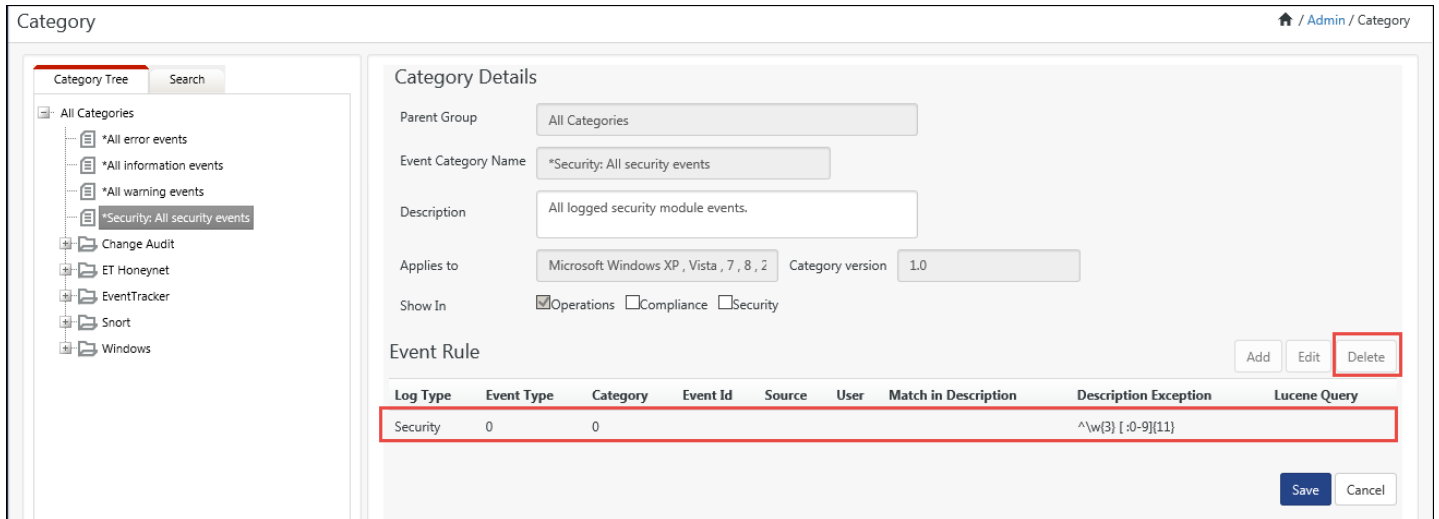 Category
/ Admin / Category
Category Tree
Search
All Categories
*All error events
*All information events
*All warning events
*Security: All security events
Change Audit
ET Honeynet
EventTracker
Snort
Windows
Category Details
Parent Group
All Categories
Event Category Name
*Security: All security events
Description
All logged security module events.
Applies to
Microsoft Windows XP , Vista , 7 , 8 , 2
Category version
1.0
Show In
Operations Compliance Security
Event Rule
Add Edit Delete
Log Type Event Type Category Event Id Source User Match in Description Description Exception Lucene Query
Security 0 0 ^\w{3} [ :0-9]{11}
Save Cancel